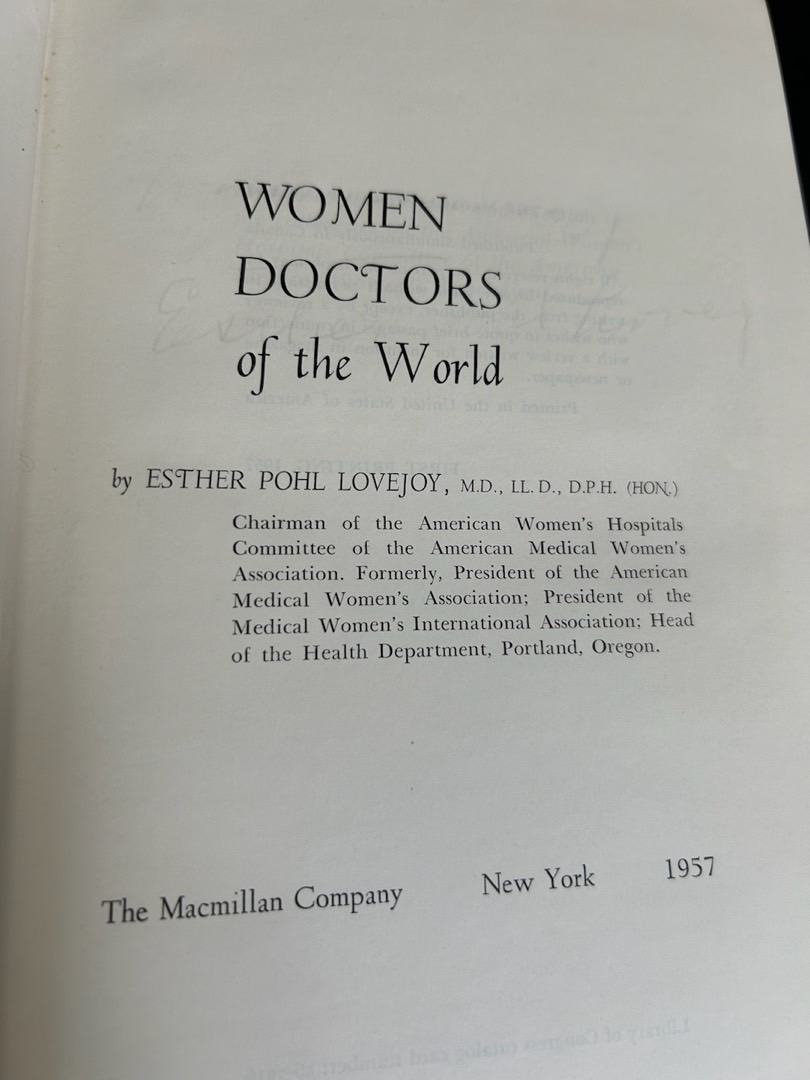 WOMEN
DOCTORS
of the World
by ESTHER POHL LOVEJOY, M.D., LL. D., D.P.H. (HON.)
Chairman of the American Women's Hospitals
Committee of the American Medical Women's
Association. Formerly, President of the American
Medical Women's Association; President of the
Medical Women's International Association; Head
of the Health Department, Portland, Oregon.
The Macmillan Company New York 1957